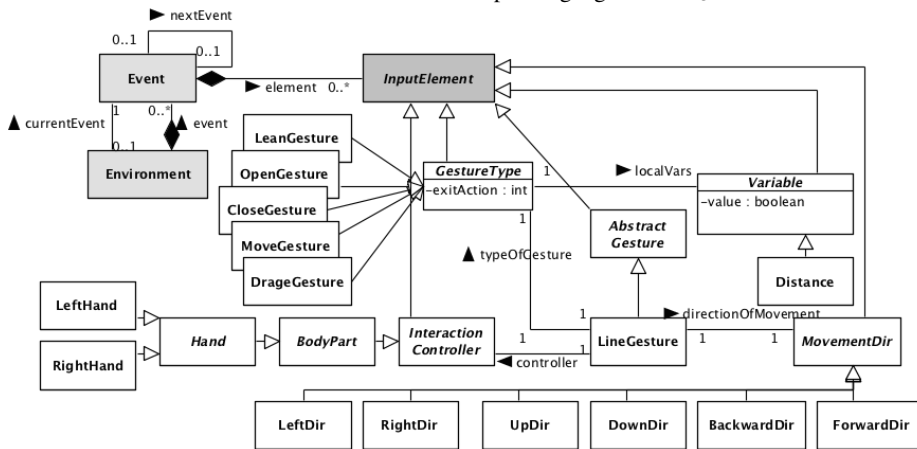 nextEvent
0..1
0..1
Event
InputElement
element 0..*
1
0..*
currentEvent
event
0..1
Environment
LeanGesture
OpenGesture
CloseGesture
MoveGesture
DrageGesture
GestureType
-exitAction : int
1
localVars
1
Variable
-value : boolean
1
Abstract
Gesture
typeOfGesture
Distance
LeftHand
RightHand
Hand
BodyPart
Interaction
Controller
1
1
1
controller
LineGesture
directionOfMovement
1
1
MovementDir
LeftDir
RightDir
UpDir
DownDir
BackwardDir
ForwardDir